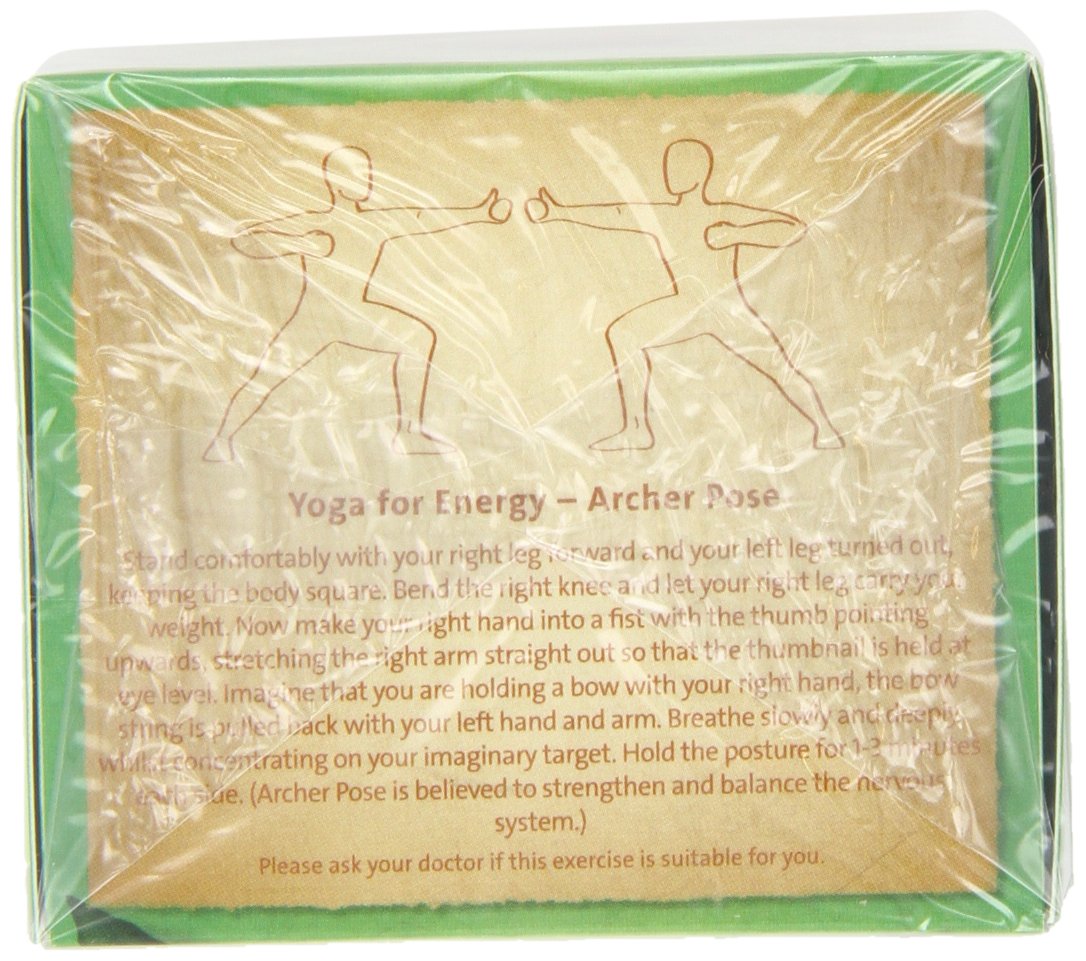 Yoga for Energy – Archer Pose
Stand comfortably with your right leg forward and your left leg turned out,
keeping the body square. Bend the right knee and let your right leg carry your
weight. Now make your right hand into a fist with the thumb pointing
upwards, stretching the right arm straight out so that the thumbnail is held at
eye level. Imagine that you are holding a bow with your right hand, the bow
string is pulled back with your left hand and arm. Breathe slowly and deeply
whilst concentrating on your imaginary target. Hold the posture for minutes
each side. (Archer Pose is believed to strengthen and balance the nervous
system.)
Please ask your doctor if this exercise is suitable for you.